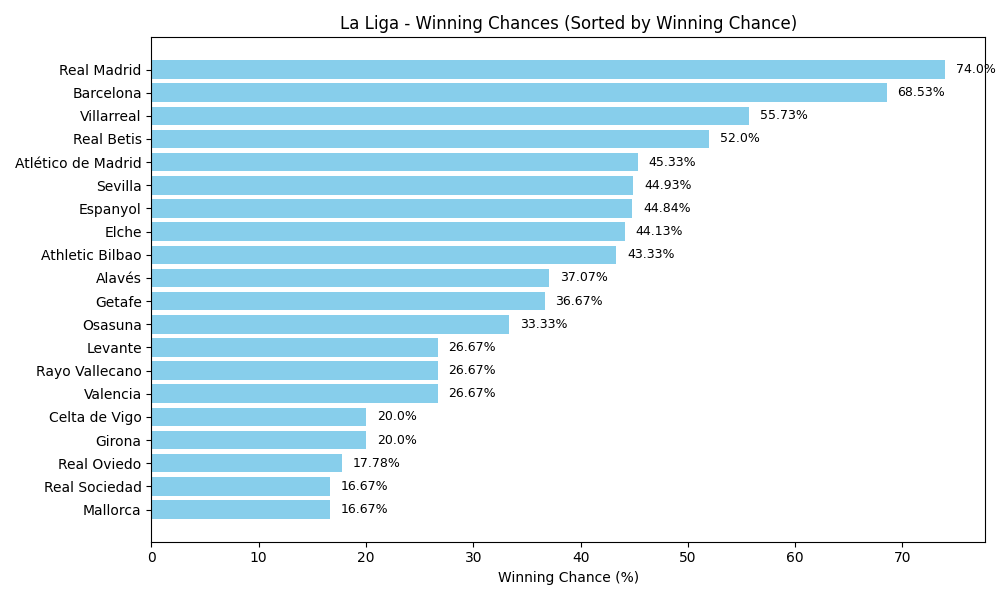 La Liga - Winning Chances (Sorted by Winning Chance)
Real Madrid 74.0%
Barcelona 68.53%
Villarreal 55.73%
Real Betis 52.0%
Atlético de Madrid 45.33%
Sevilla 44.93%
Espanyol 44.84%
Elche 44.13%
Athletic Bilbao 43.33%
Alavés 37.07%
Getafe 36.67%
Osasuna 33.33%
Levante 26.67%
Rayo Vallecano 26.67%
Valencia 26.67%
Celta de Vigo 20.0%
Girona 20.0%
Real Oviedo 17.78%
Real Sociedad 16.67%
Mallorca 16.67%
0 10 20 30 40 50 60 70
Winning Chance (%)